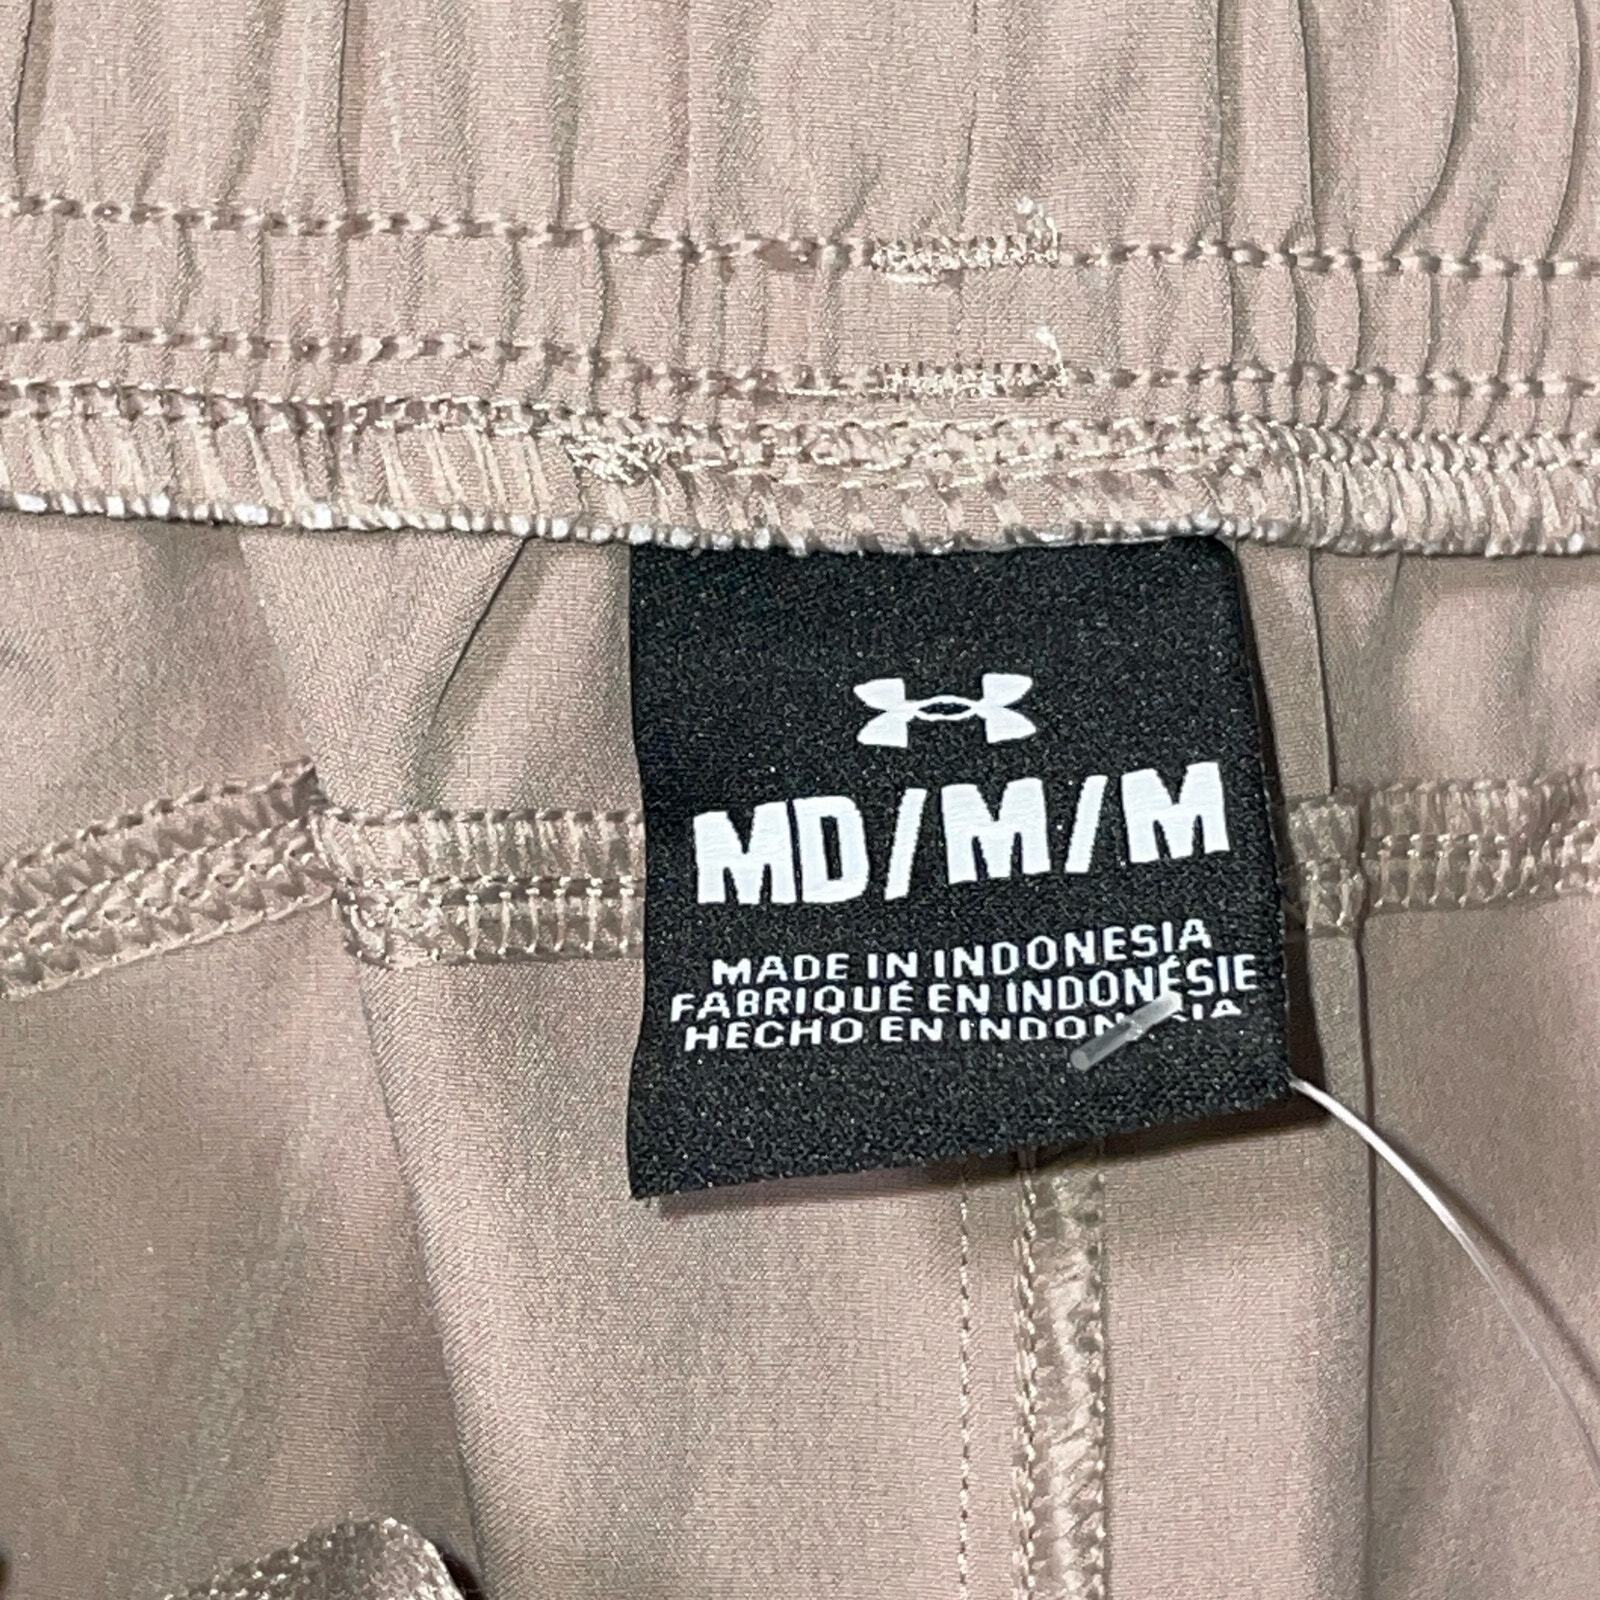 MD/M/M
MADE IN INDONESIA
FABRIQUÉ EN INDONÉSIE
HECHO EN INDONESIA